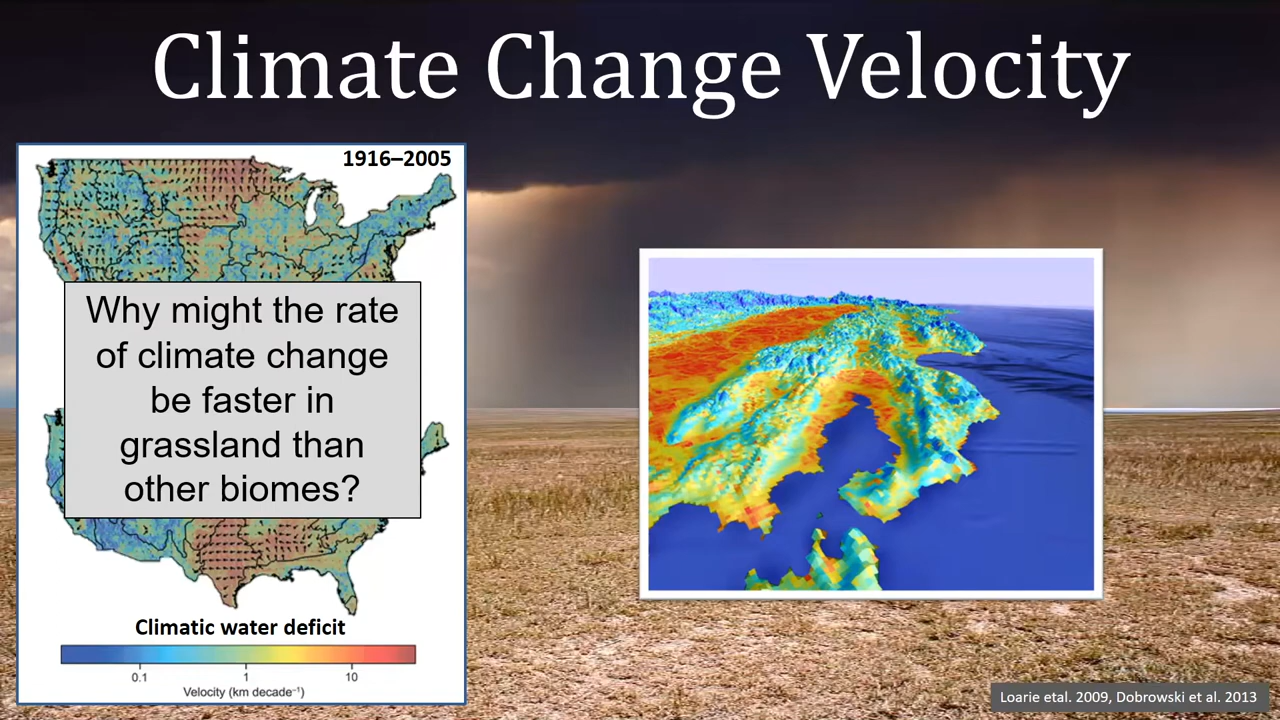 Climate Change Velocity
1916–2005
Why might the rate
of climate change
be faster in
grassland than
other biomes?
Climatic water deficit
0.1 1 10
Velocity (km decade⁻¹)
Loarie etal. 2009, Dobrowski et al. 2013